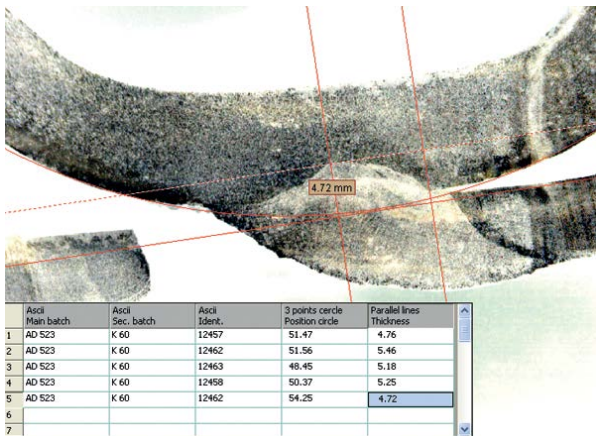 4.72 mm
Ascii Main batch Ascii Sec. batch Ascii Ident. 3 points cercle Position circle Parallel lines Thickness
1 AD 523 K 60 12457 51.47 4.76
2 AD 523 K 60 12462 51.56 5.46
3 AD 523 K 60 12463 48.45 5.18
4 AD 523 K 60 12458 50.37 5.25
5 AD 523 K 60 12462 54.25 4.72
6
7